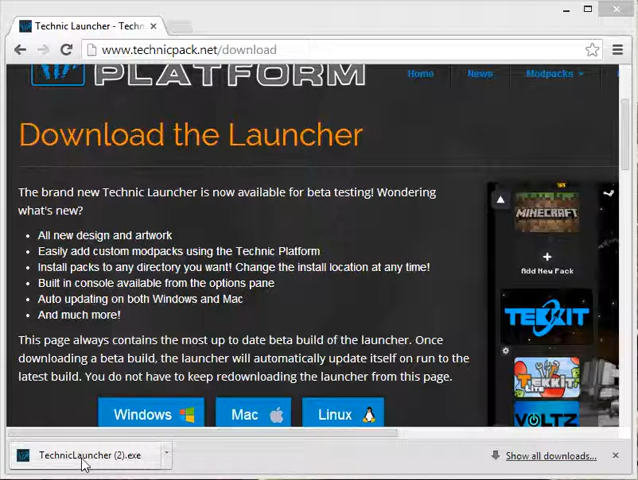 Technic Launcher - Techn
www.technicpack.net/download
PLATFORM
Home
News
Modpacks
Download the Launcher
The brand new Technic Launcher is now available for beta testing! Wondering
what's new?
• All new design and artwork
• Easily add custom modpacks using the Technic Platform
• Install packs to any directory you want! Change the install location at any time!
• Built in console available from the options pane
• Auto updating on both Windows and Mac
• And much more!
This page always contains the most up to date beta build of the launcher. Once
downloading a beta build, the launcher will automatically update itself on run to the
latest build. You do not have to keep redownloading the launcher from this page.
Windows
Mac
Linux
MINECRAFT
Add New Pack
TEKKIT
TEKKIT
VOLTZ
TechnicLauncher (2).exe
Show all downloads...